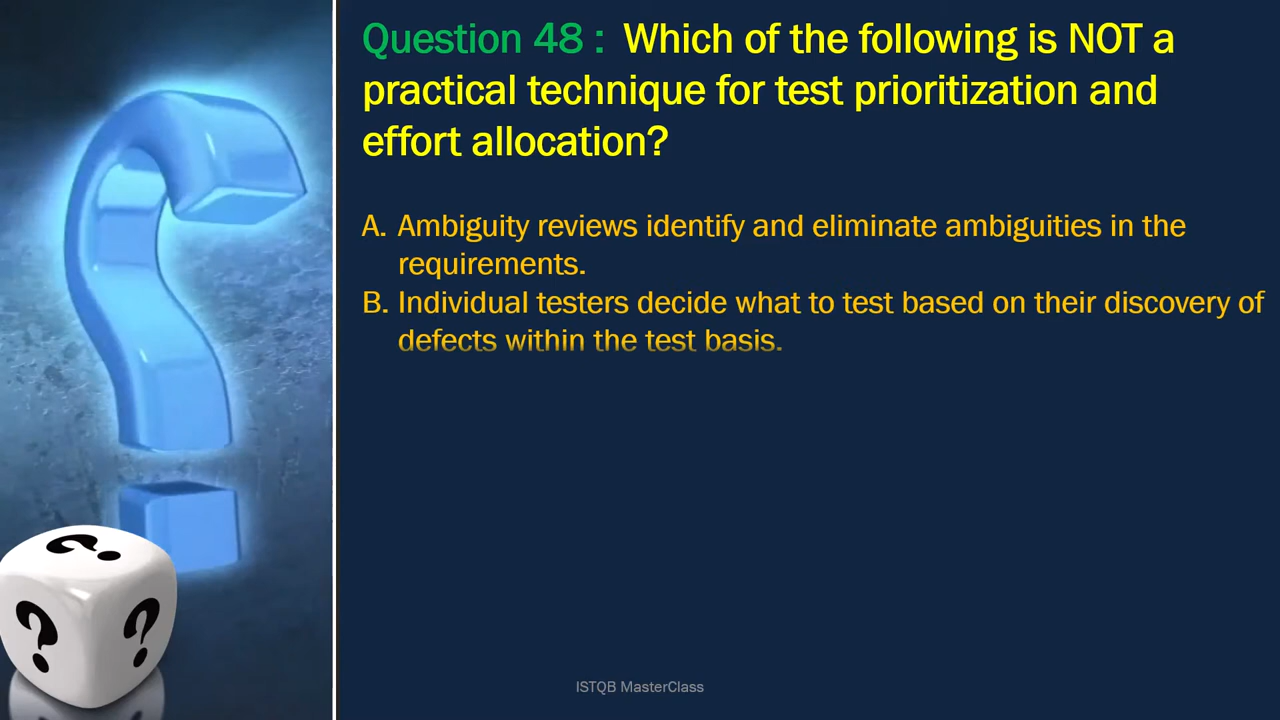 Question 48 : Which of the following is NOT a
practical technique for test prioritization and
effort allocation?
A. Ambiguity reviews identify and eliminate ambiguities in the
requirements.
B. Individual testers decide what to test based on their discovery of
defects within the test basis.
ISTQB MasterClass